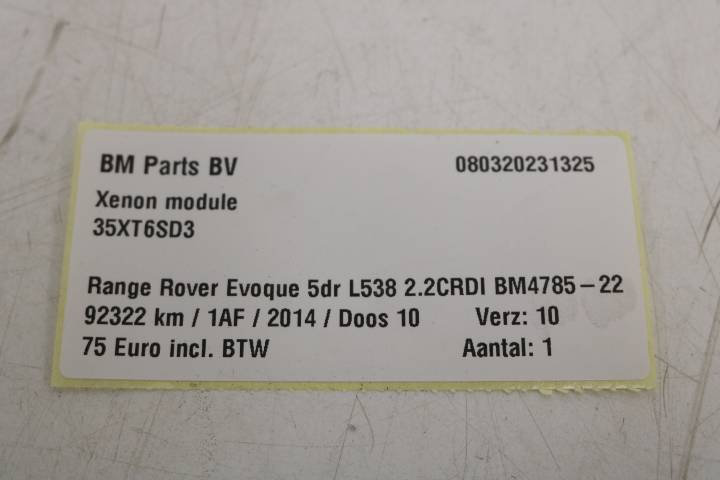 BM Parts BV 080320231325
Xenon module
35XT6SD3
Range Rover Evoque 5dr L538 2.2CRDI BM4785-22
92322 km / 1AF / 2014 / Doos 10 Verz: 10
75 Euro incl. BTW Aantal: 1